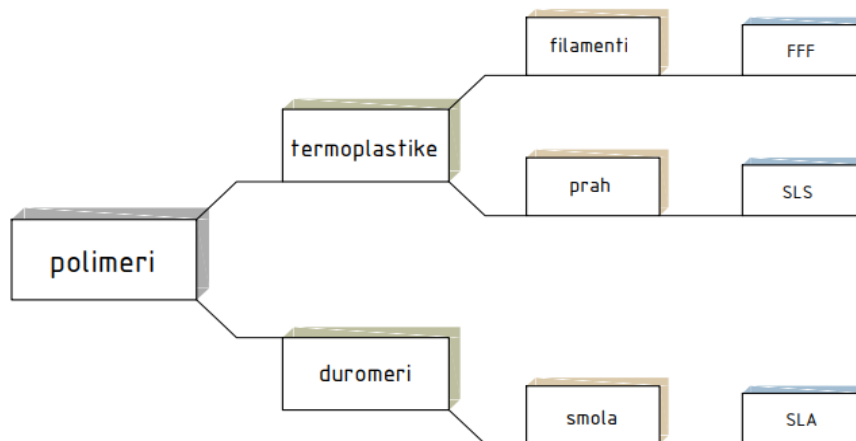 filamenti
FFF
termoplastike
prah
SLS
polimeri
duromeri
smola
SLA